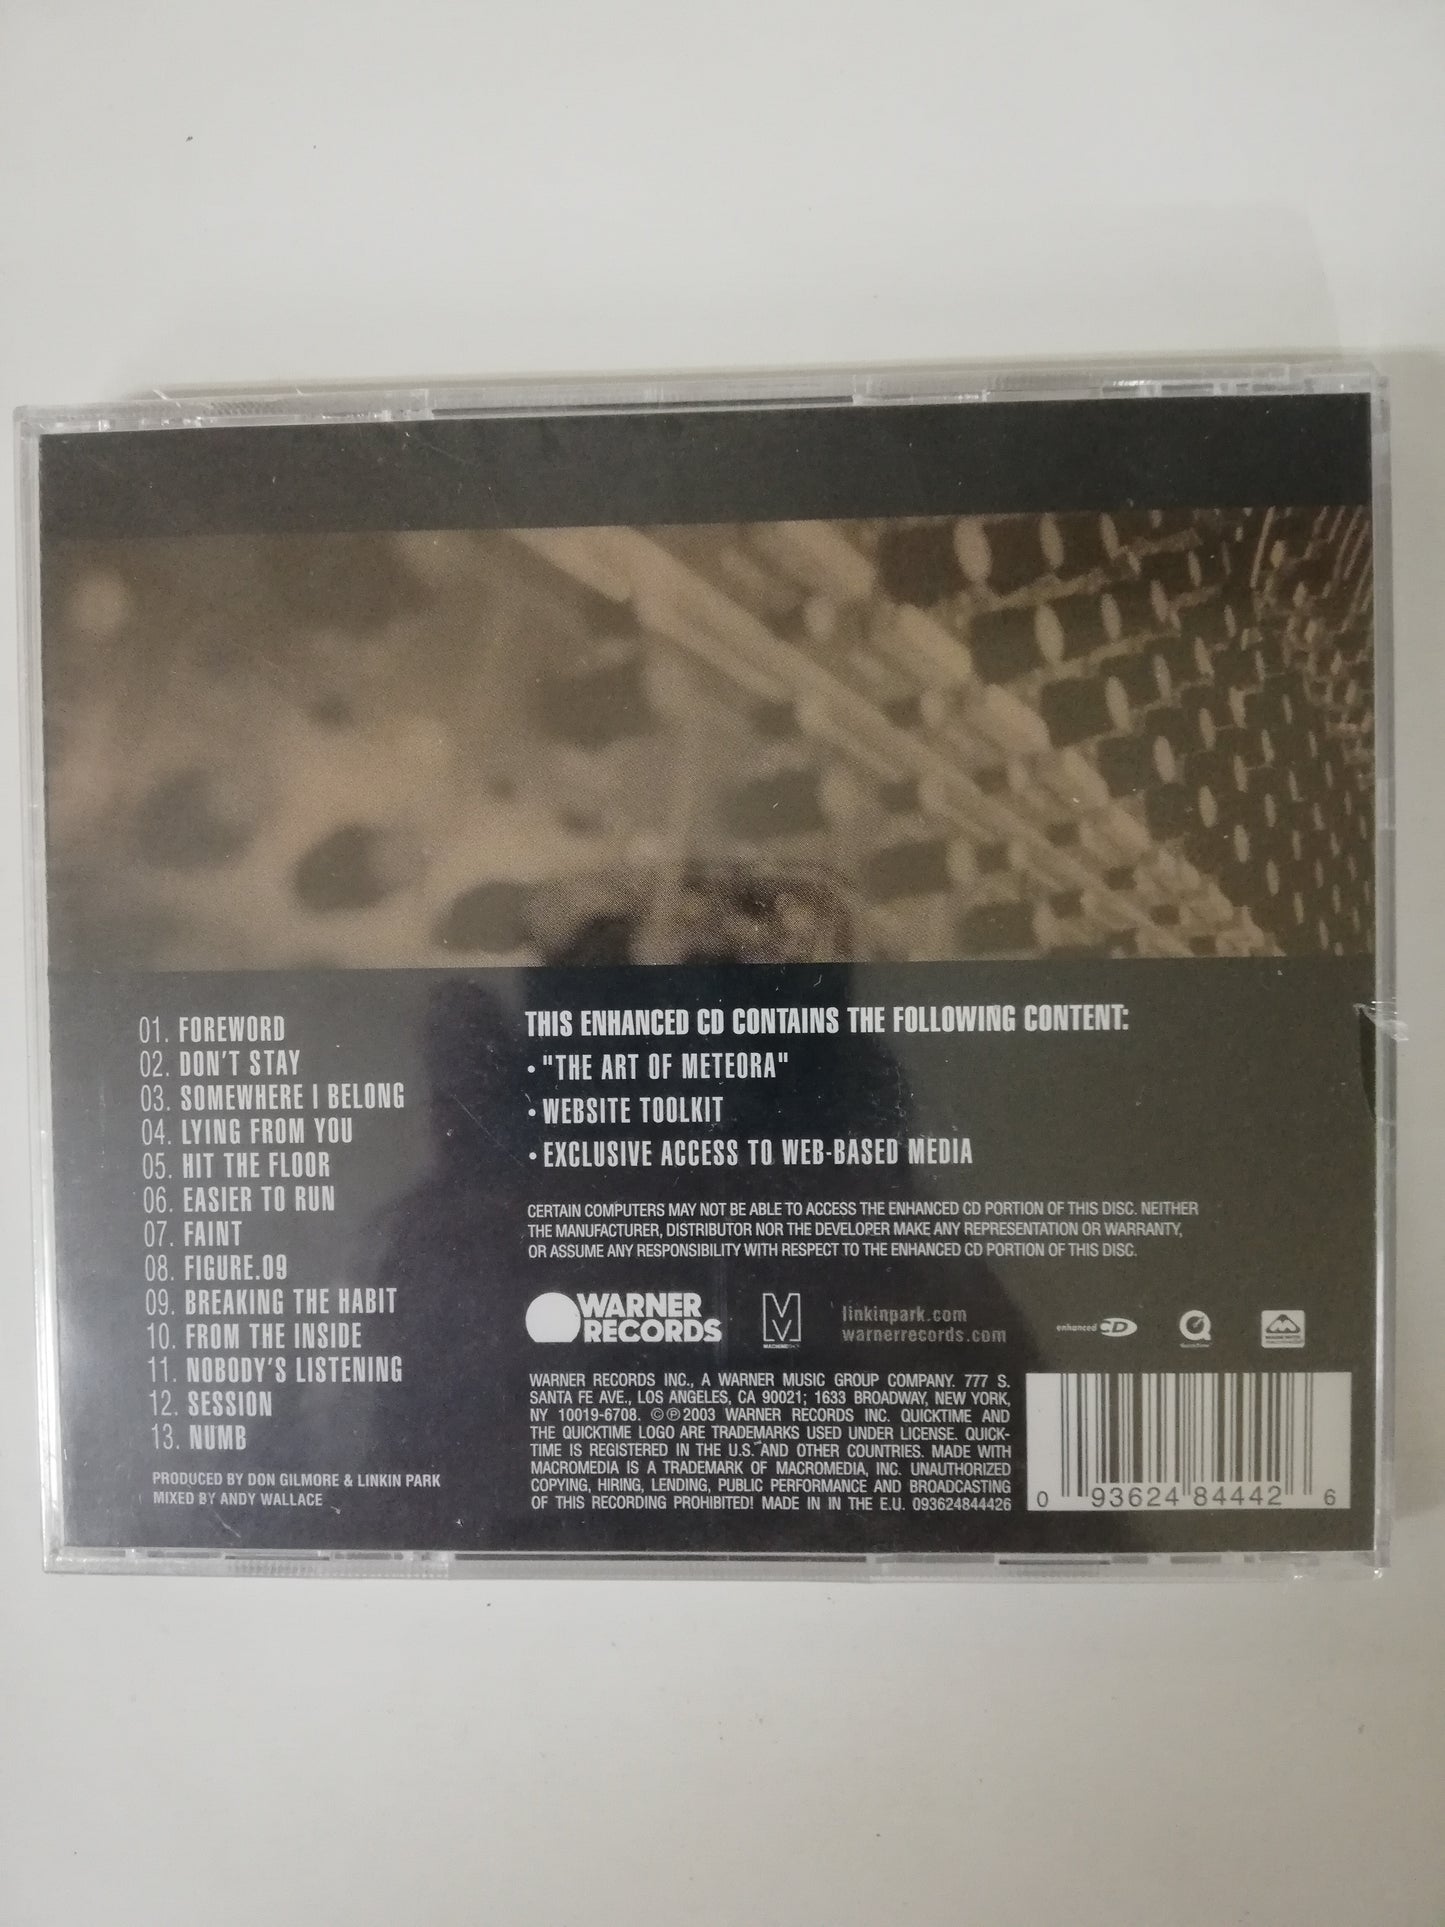 01. FOREWORD
02. DON'T STAY
03. SOMEWHERE I BELONG
04. LYING FROM YOU
05. HIT THE FLOOR
06. EASIER TO RUN
07. FAINT
08. FIGURE.09
09. BREAKING THE HABIT
10. FROM THE INSIDE
11. NOBODY'S LISTENING
12. SESSION
13. NUMB
PRODUCED BY DON GILMORE & LINKIN PARK
MIXED BY ANDY WALLACE
THIS ENHANCED CD CONTAINS THE FOLLOWING CONTENT:
• "THE ART OF METEORA"
• WEBSITE TOOLKIT
• EXCLUSIVE ACCESS TO WEB-BASED MEDIA
CERTAIN COMPUTERS MAY NOT BE ABLE TO ACCESS THE ENHANCED CD PORTION OF THIS DISC. NEITHER
THE MANUFACTURER, DISTRIBUTOR NOR THE DEVELOPER MAKE ANY REPRESENTATION OR WARRANTY,
OR ASSUME ANY RESPONSIBILITY WITH RESPECT TO THE ENHANCED CD PORTION OF THIS DISC.
WARNER
RECORDS
linkinpark.com
warnerrecords.com
enhanced CD
WARNER RECORDS INC., A WARNER MUSIC GROUP COMPANY. 777 S.
SANTA FE AVE., LOS ANGELES, CA 90021; 1633 BROADWAY, NEW YORK,
NY 10019-6708. ©℗2003 WARNER RECORDS INC. QUICKTIME AND
THE QUICKTIME LOGO ARE TRADEMARKS USED UNDER LICENSE. QUICK-
TIME IS REGISTERED IN THE U.S. AND OTHER COUNTRIES. MADE WITH
MACROMEDIA IS A TRADEMARK OF MACROMEDIA, INC. UNAUTHORIZED
COPYING, HIRING, LENDING, PUBLIC PERFORMANCE AND BROADCASTING
OF THIS RECORDING PROHIBITED! MADE IN IN THE E.U. 093624844426
0 93624 84442 6